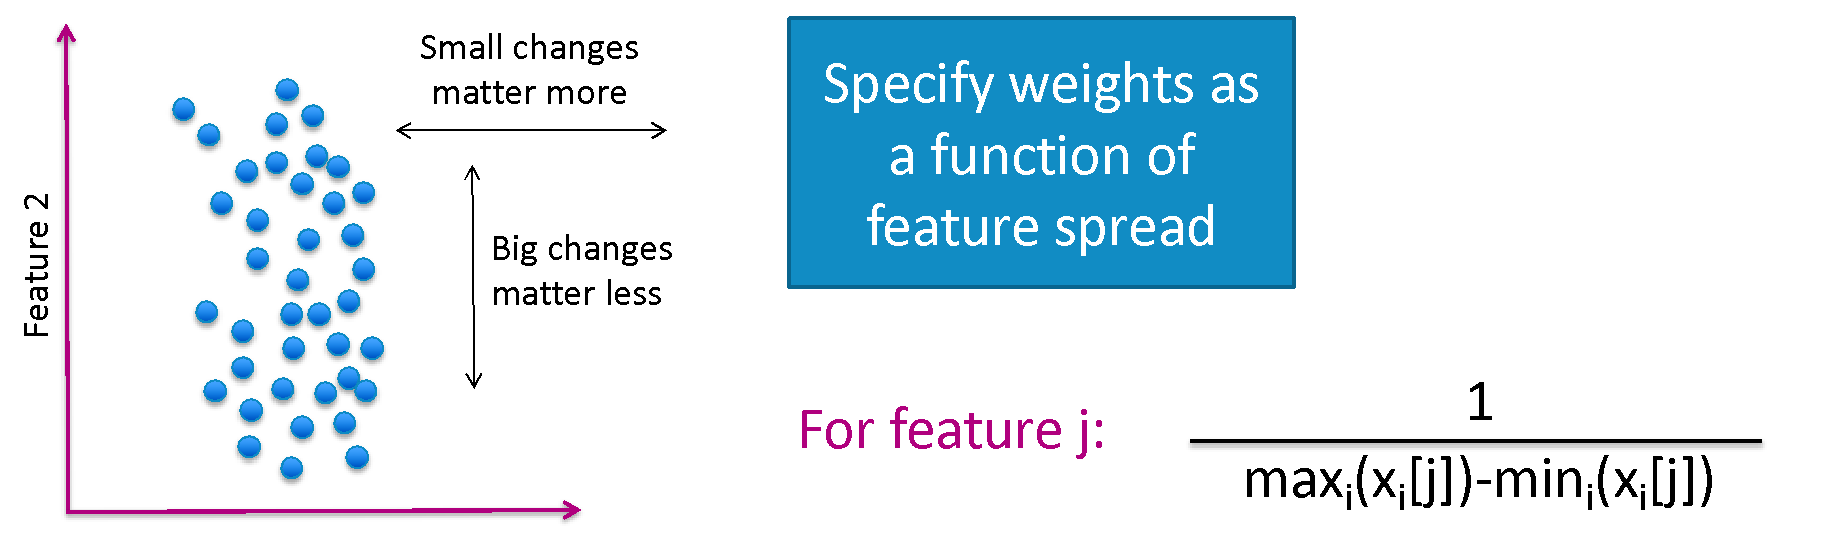 Feature 2
Small changes
matter more
Big changes
matter less
Specify weights as
a function of
feature spread
For feature j:
1
maxi(xi[j])-mini(xi[j])